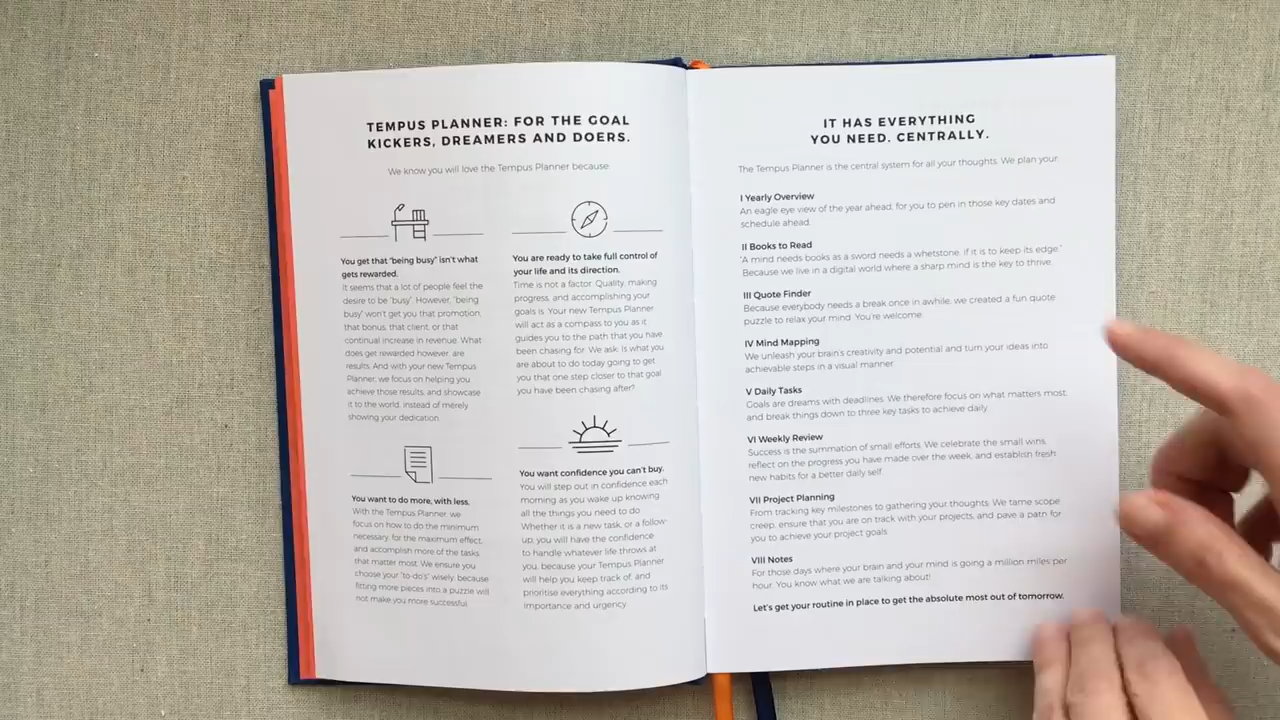 TEMPUS PLANNER: FOR THE GOAL
KICKERS, DREAMERS AND DOERS.
We know you will love the Tempus Planner because:
You get that "being busy" isn't what
gets rewarded.
It seems that a lot of people feel the
desire to be "busy". However, "being
busy" won't get you that promotion,
that bonus, that client, or that
continual increase in revenue. What
does get rewarded however, are
results. And with your new Tempus
Planner, we focus on helping you
achieve those results, and showcase
it to the world, instead of merely
showing your dedication.
You want to do more, with less.
With the Tempus Planner, we
focus on how to do the minimum
necessary, for the maximum effect,
and accomplish more of the tasks
that matter most. We ensure you
choose your "to-do's" wisely, because
fitting more pieces into a puzzle will
not make you more successful.
You are ready to take full control of
your life and its direction.
Time is not a factor. Quality, making
progress, and accomplishing your
goals is. Your new Tempus Planner
will act as a compass to you as it
guides you to the path that you have
been chasing for. We ask: is what you
are about to do today going to get
you that one step closer to that goal
you have been chasing after?
You want confidence you can't buy.
You will step out in confidence each
morning as you wake up knowing
all the things you need to do.
Whether it is a new task, or a follow-
up, you will have the confidence
to handle whatever life throws at
you, because your Tempus Planner
will help you keep track of, and
prioritise everything according to its
importance and urgency.
IT HAS EVERYTHING
YOU NEED. CENTRALLY.
The Tempus Planner is the central system for all your thoughts. We plan your:
I Yearly Overview
An eagle eye view of the year ahead, for you to pen in those key dates and
schedule ahead.
II Books to Read
"A mind needs books as a sword needs a whetstone, if it is to keep its edge."
Because we live in a digital world where a sharp mind is the key to thrive.
III Quote Finder
Because everybody needs a break once in awhile, we created a fun quote
puzzle to relax your mind. You're welcome.
IV Mind Mapping
We unleash your brain's creativity and potential and turn your ideas into
achievable steps in a visual manner.
V Daily Tasks
Goals are dreams with deadlines. We therefore focus on what matters most,
and break things down to three key tasks to achieve daily.
VI Weekly Review
Success is the summation of small efforts. We celebrate the small wins,
reflect on the progress you have made over the week, and establish fresh
new habits for a better daily self.
VII Project Planning
From tracking key milestones to gathering your thoughts. We tame scope
creep, ensure that you are on track with your projects, and pave a path for
you to achieve your project goals.
VIII Notes
For those days where your brain and your mind is going a million miles per
hour. You know what we are talking about!
Let's get your routine in place to get the absolute most out of tomorrow.